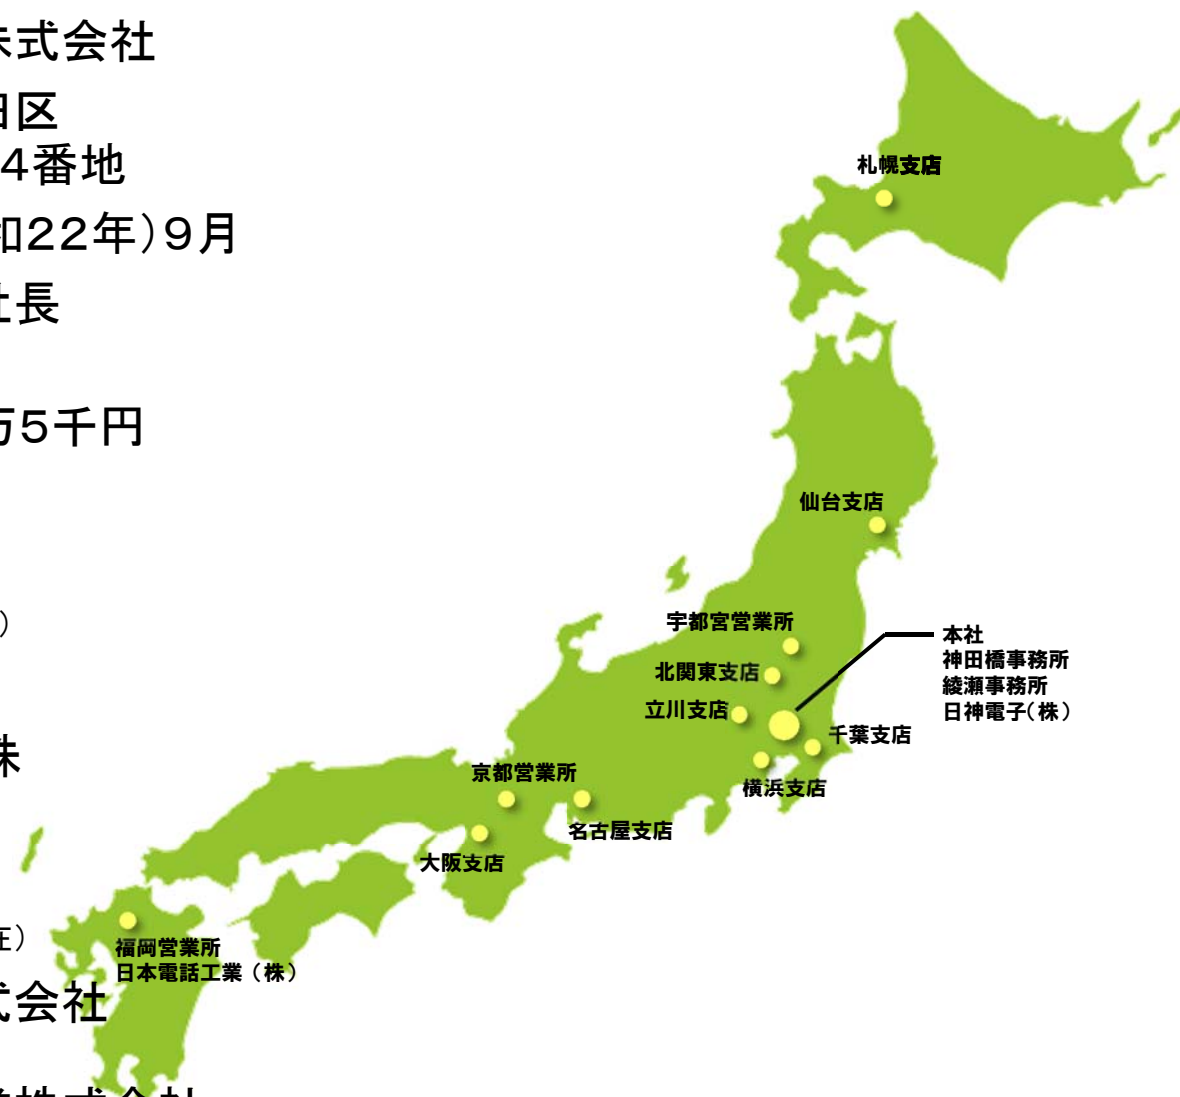 株式会社
田区
4番地
和22年)9月
社長
万5千円
)
株
在)
式会社
株式会社
札幌支店
仙台支店
宇都宮営業所
北関東支店
立川支店
本社
神田橋事務所
綾瀬事務所
日神電子(株)
千葉支店
横浜支店
京都営業所
名古屋支店
大阪支店
福岡営業所
日本電話工業(株)